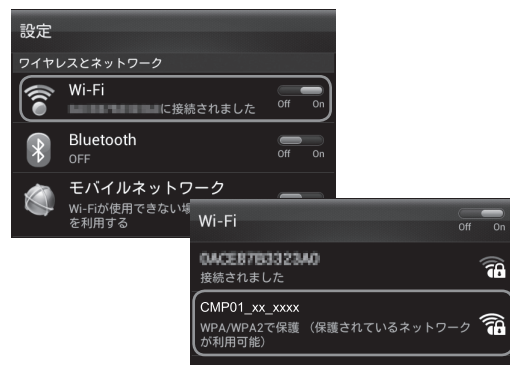 設定
ワイヤレスとネットワーク
Wi-Fi
に接続されました
Off On
Bluetooth
OFF
Off On
モバイルネットワーク
Wi-Fiが使用できない場
を利用する
Wi-Fi
Off On
接続されました
CMP01_xx_xxxx
WPA/WPA2で保護 （保護されているネットワーク
が利用可能）